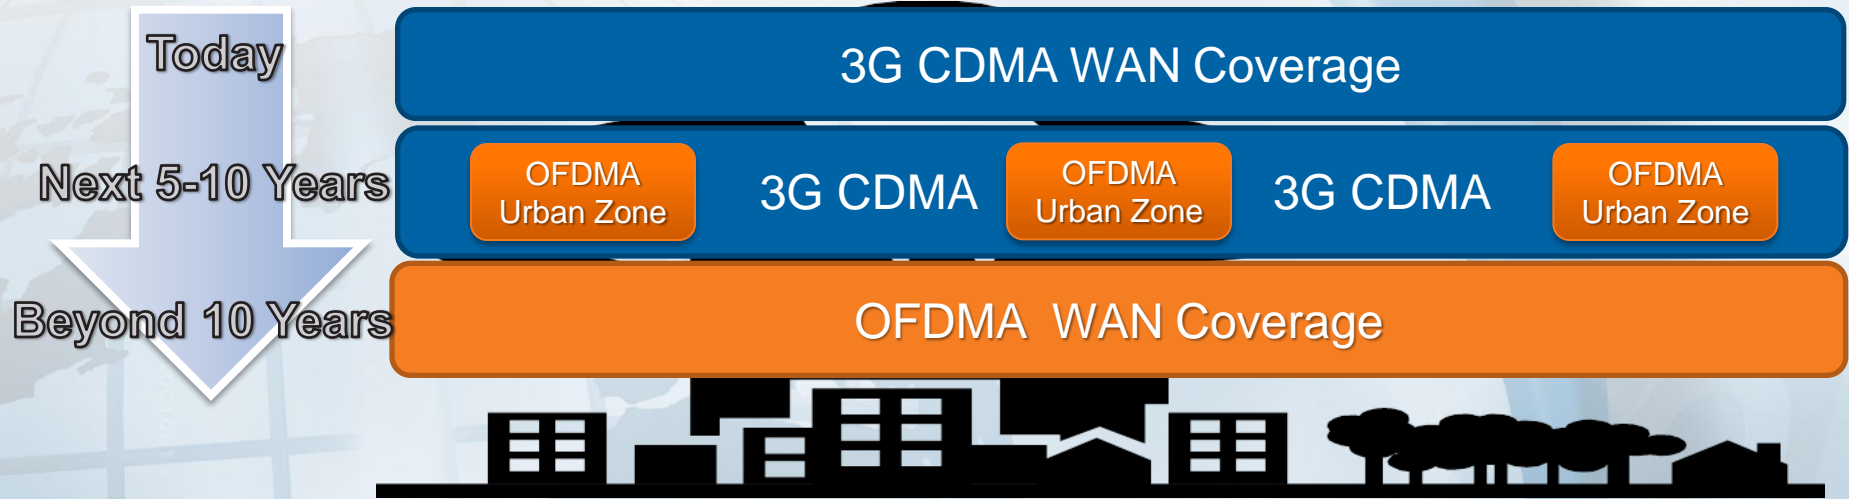 Today
3G CDMA WAN Coverage
Next 5-10 Years
OFDMA
Urban Zone
3G CDMA
OFDMA
Urban Zone
3G CDMA
OFDMA
Urban Zone
Beyond 10 Years
OFDMA WAN Coverage